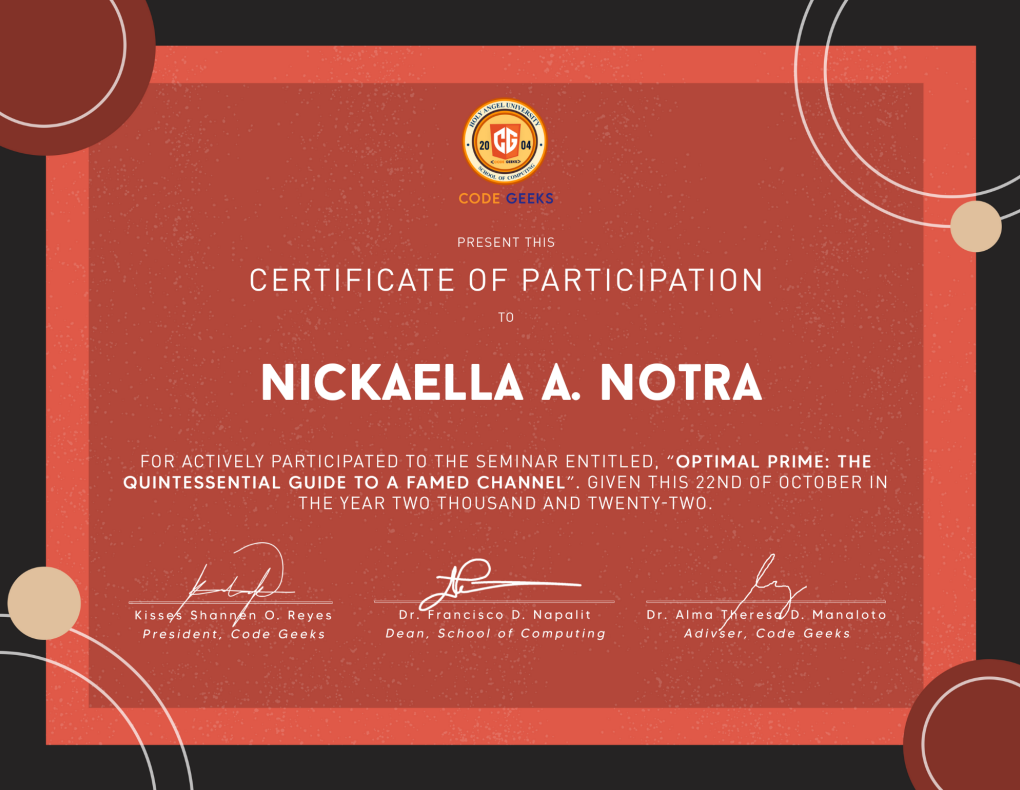 HOLY ANGEL UNIVERSITY
20 CG 04
<CODE GEEKS>
SCHOOL OF COMPUTING
CODE GEEKS
PRESENT THIS
CERTIFICATE OF PARTICIPATION
TO
NICKAELLA A. NOTRA
FOR ACTIVELY PARTICIPATED TO THE SEMINAR ENTITLED, “OPTIMAL PRIME: THE
QUINTESSENTIAL GUIDE TO A FAMED CHANNEL”. GIVEN THIS 22ND OF OCTOBER IN
THE YEAR TWO THOUSAND AND TWENTY-TWO.
Kisses Shannen O. Reyes
President, Code Geeks
Dr. Francisco D. Napalit
Dean, School of Computing
Dr. Alma Theresa D. Manaloto
Adivser, Code Geeks